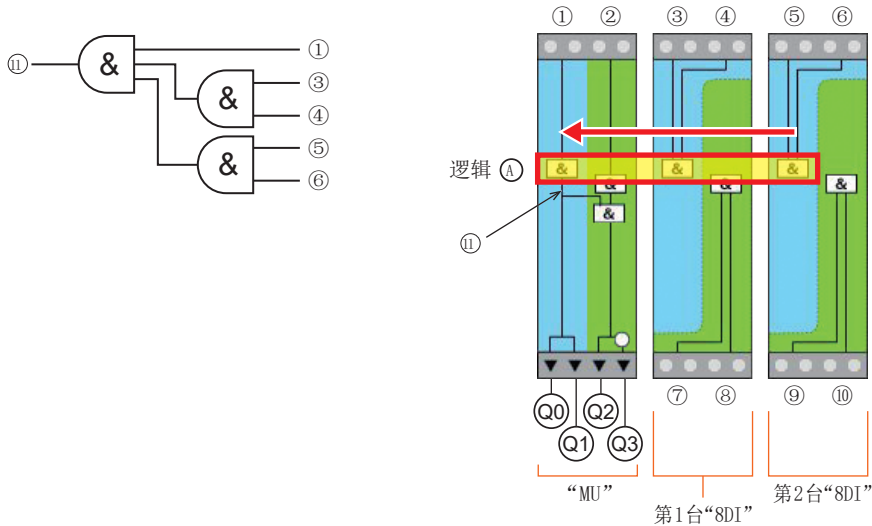 ⑪
&
①
③
&
④
⑤
&
⑥
① ② ③ ④ ⑤ ⑥
逻辑 Ⓐ
& & &
& & &
&
⑪
Q0 Q2
Q1 Q3
⑦ ⑧ ⑨ ⑩
“MU”
第1台“8DI”
第2台“8DI”